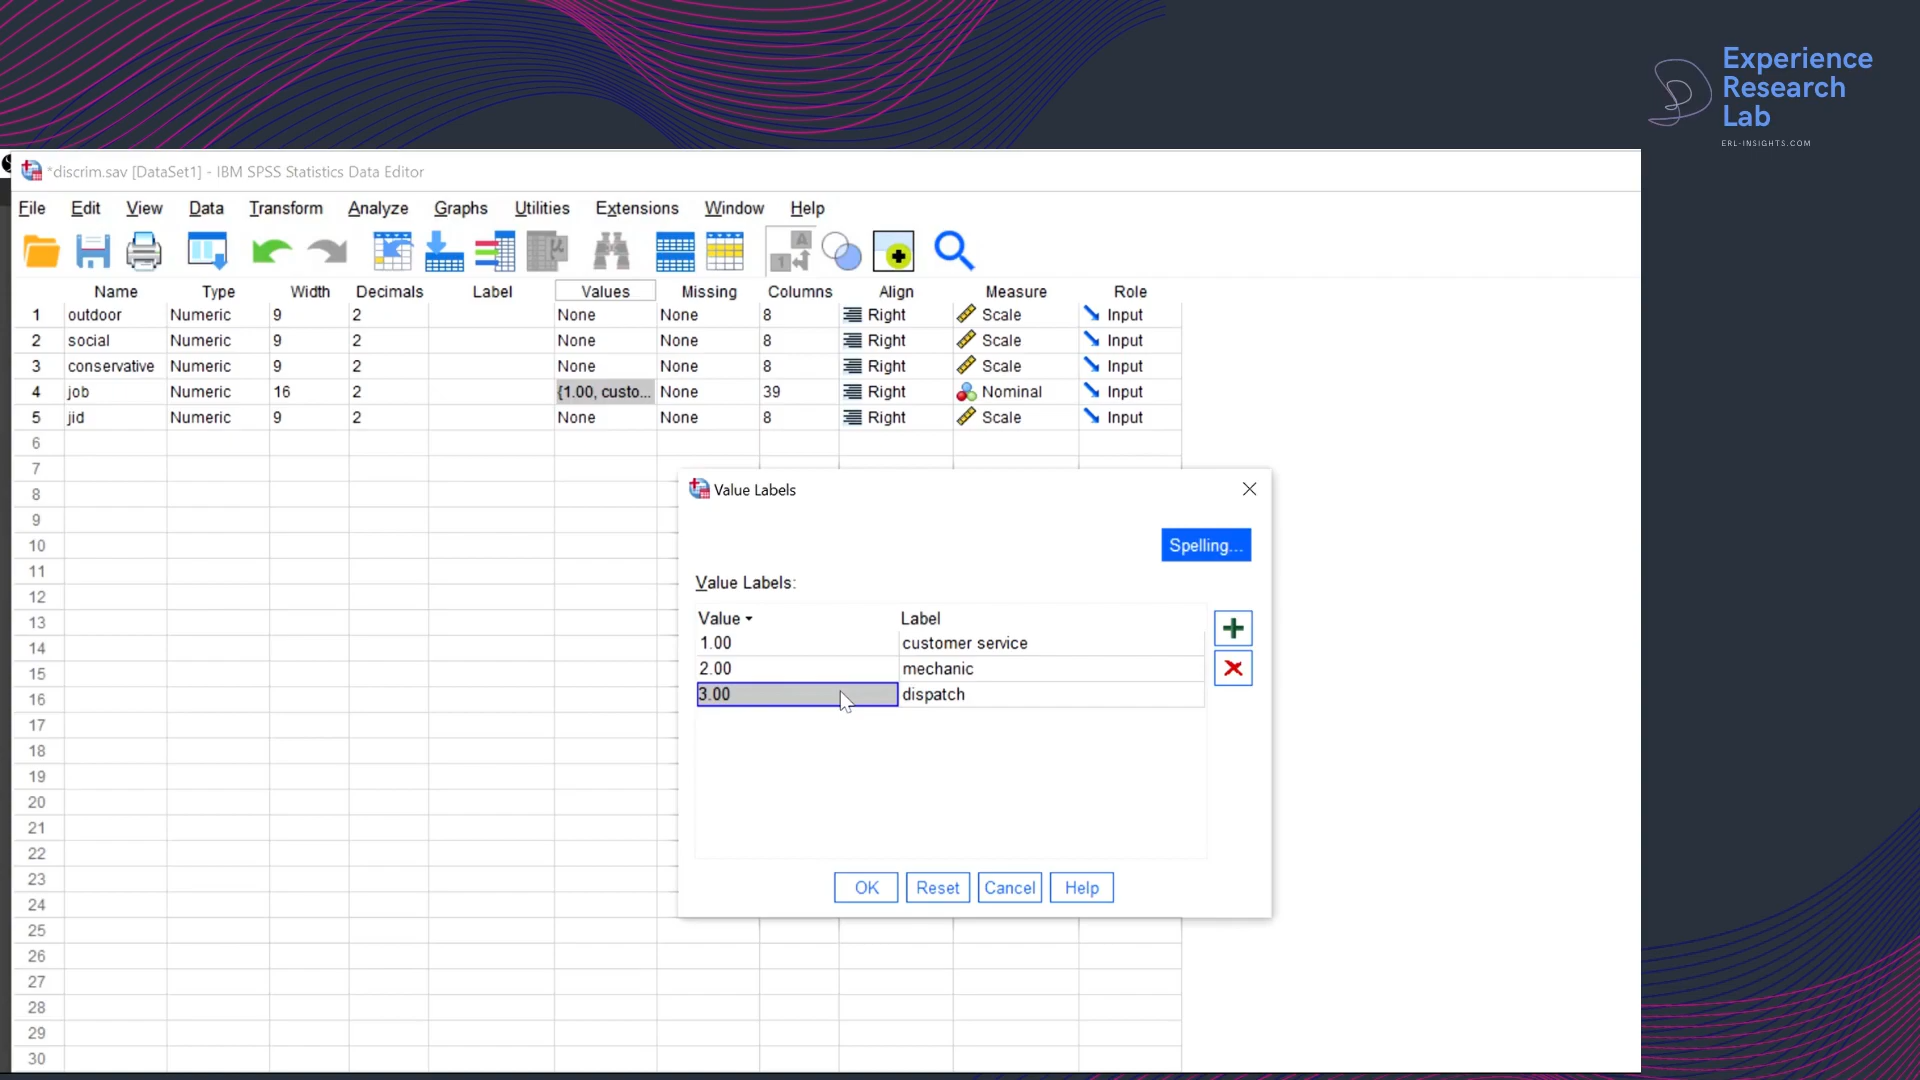 Experience
Research
Lab
ERL-INSIGHTS.COM
*discrim.sav [DataSet1] - IBM SPSS Statistics Data Editor
File Edit View Data Transform Analyze Graphs Utilities Extensions Window Help
Name Type Width Decimals Label Values Missing Columns Align Measure Role
1 outdoor Numeric 9 2 None None 8 Right Scale Input
2 social Numeric 9 2 None None 8 Right Scale Input
3 conservative Numeric 9 2 None None 8 Right Scale Input
4 job Numeric 16 2 {1.00, custo... None 39 Right Nominal Input
5 jid Numeric 9 2 None None 8 Right Scale Input
6
7
8
9
10
11
12
13
14
15
16
17
18
19
20
21
22
23
24
25
26
27
28
29
30
Value Labels
Spelling...
Value Labels:
Value Label
1.00 customer service
2.00 mechanic
3.00 dispatch
OK Reset Cancel Help